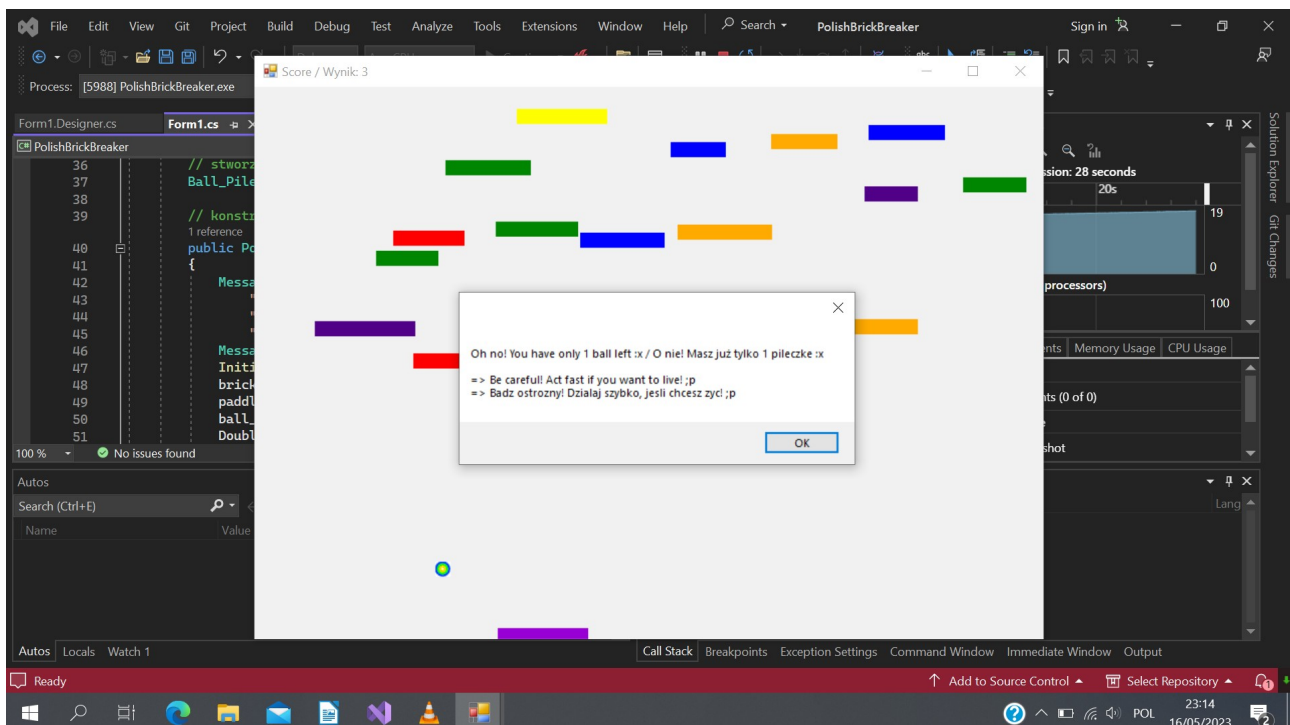 File Edit View Git Project Build Debug Test Analyze Tools Extensions Window Help Search PolishBrickBreaker Sign in
Process: [5988] PolishBrickBreaker.exe
Score / Wynik: 3
Form1.Designer.cs Form1.cs
C# PolishBrickBreaker
36 // stworz
37 Ball_Pile
38
39 // konstr
1 reference
40 public Po
41 {
42 Messa
43 "
44 "
45 "
46 Messa
47 Initi
48 brick
49 paddl
50 ball_
51 Doubl
100 % No issues found
ssion: 28 seconds
20s
19
0
processors)
100
nts Memory Usage CPU Usage
ts (0 of 0)
shot
Solution Explorer
Git Changes
Oh no! You have only 1 ball left :x / O nie! Masz już tylko 1 pileczke :x
=> Be careful! Act fast if you want to live! ;p
=> Badz ostrozny! Dzialaj szybko, jesli chcesz zyc! ;p
OK
Autos
Search (Ctrl+E)
Name Value
Lang
Autos Locals Watch 1
Call Stack Breakpoints Exception Settings Command Window Immediate Window Output
Ready
Add to Source Control Select Repository 1
POL 23:14
16/05/2023 2